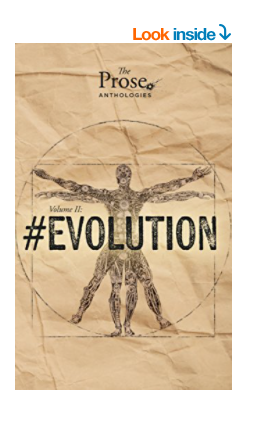 Look inside
The
Prose.
ANTHOLOGIES
Volume II:
#EVOLUTION